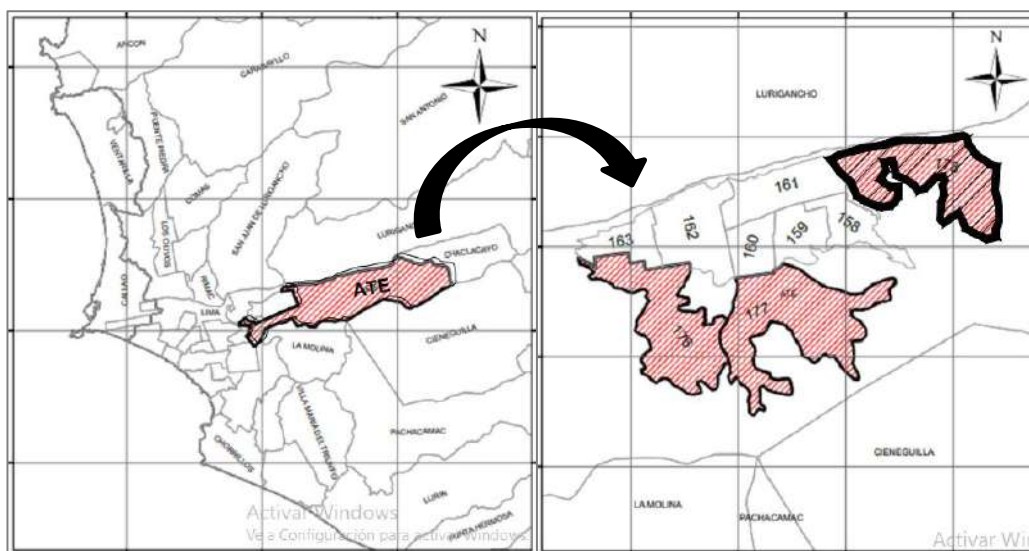 N
ANCON
CARABAYLLO
SAN ANTONIO
VENTANILLA
PUENTE PIEDRA
COMAS
SAN JUAN DE LURIGANCHO
LOS OLIVOS
LURIGANCHO
CHACLACAYO
CALLAO
RIMAC
LIMA
ATE
LA MOLINA
CIENEGUILLA
VILLA MARIA DEL TRIUNFO
PACHACAMAC
CHORRILLOS
LURIN
PUNTA HERMOSA
Activar Windows
Ve a Configuración para activar Windows
N
LURIGANCHO
161
162
163
160
159
158
ATE
177
CIENEGUILLA
LA MOLINA
PACHACAMAC
Activar Wi